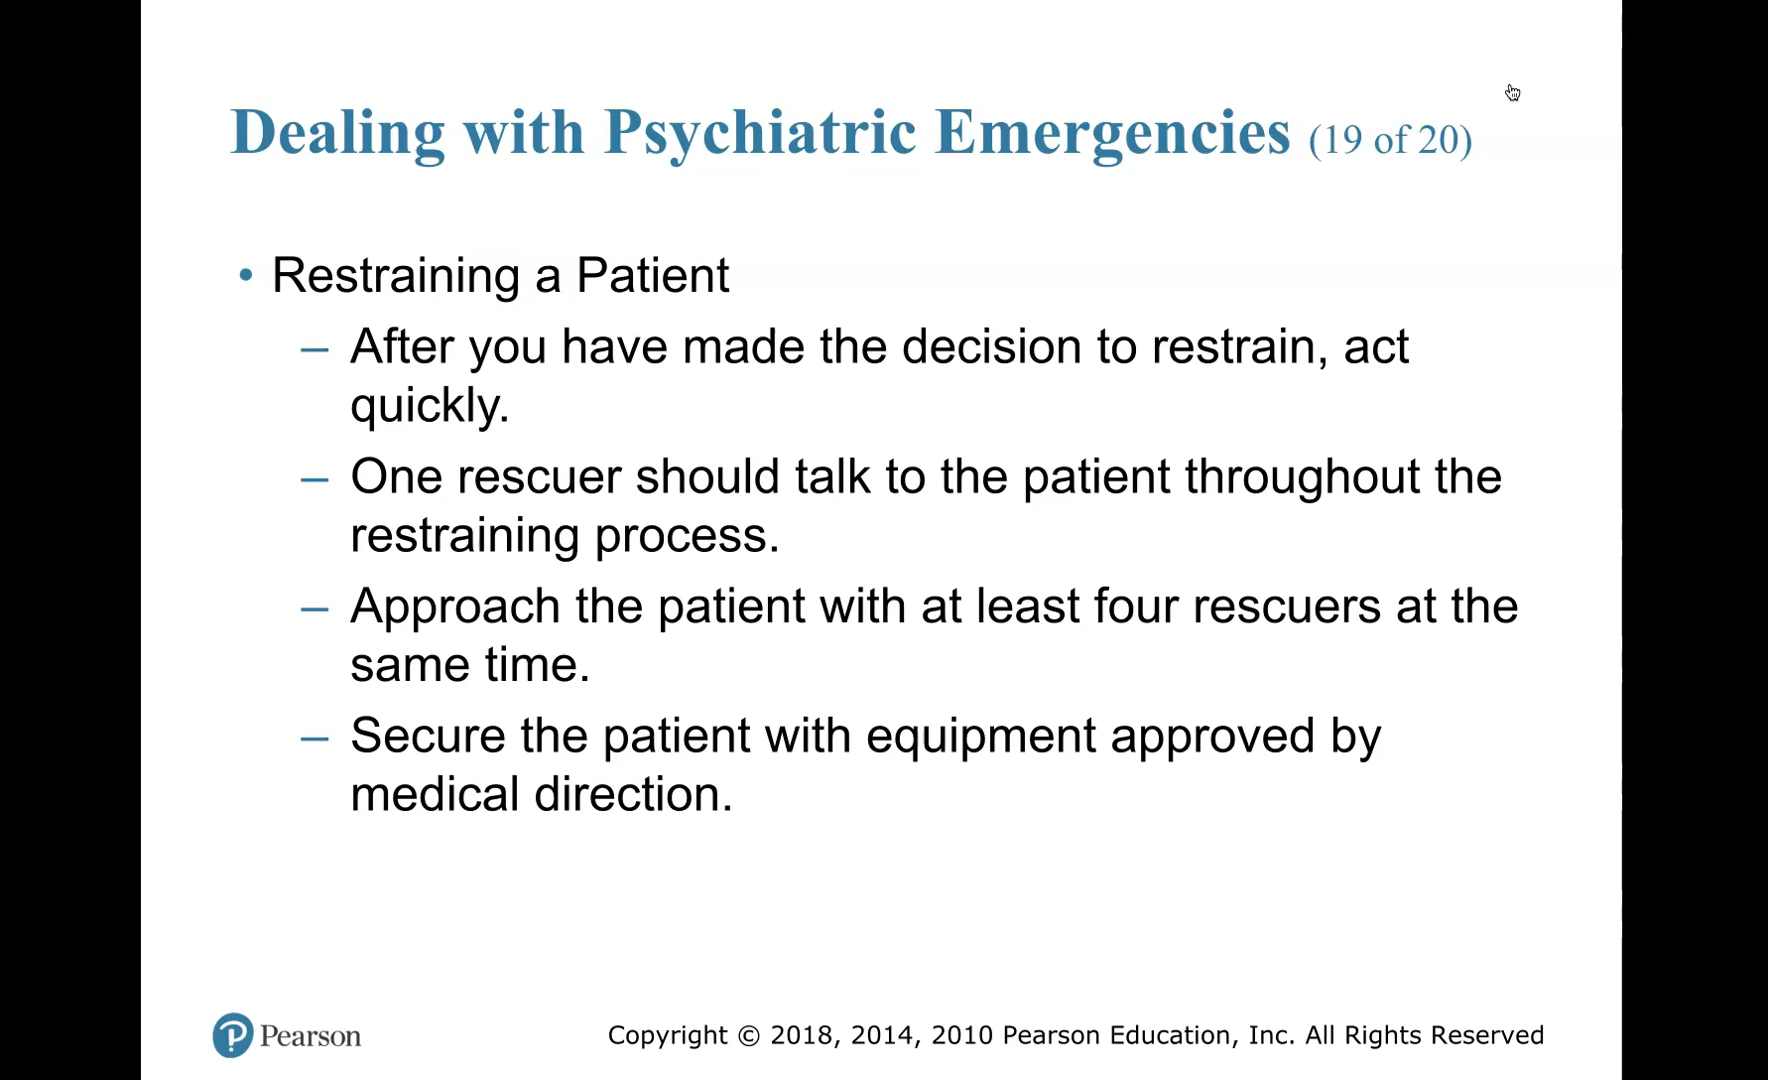 Dealing with Psychiatric Emergencies (19 of 20)
• Restraining a Patient
– After you have made the decision to restrain, act
quickly.
– One rescuer should talk to the patient throughout the
restraining process.
– Approach the patient with at least four rescuers at the
same time.
– Secure the patient with equipment approved by
medical direction.
P Pearson
Copyright © 2018, 2014, 2010 Pearson Education, Inc. All Rights Reserved